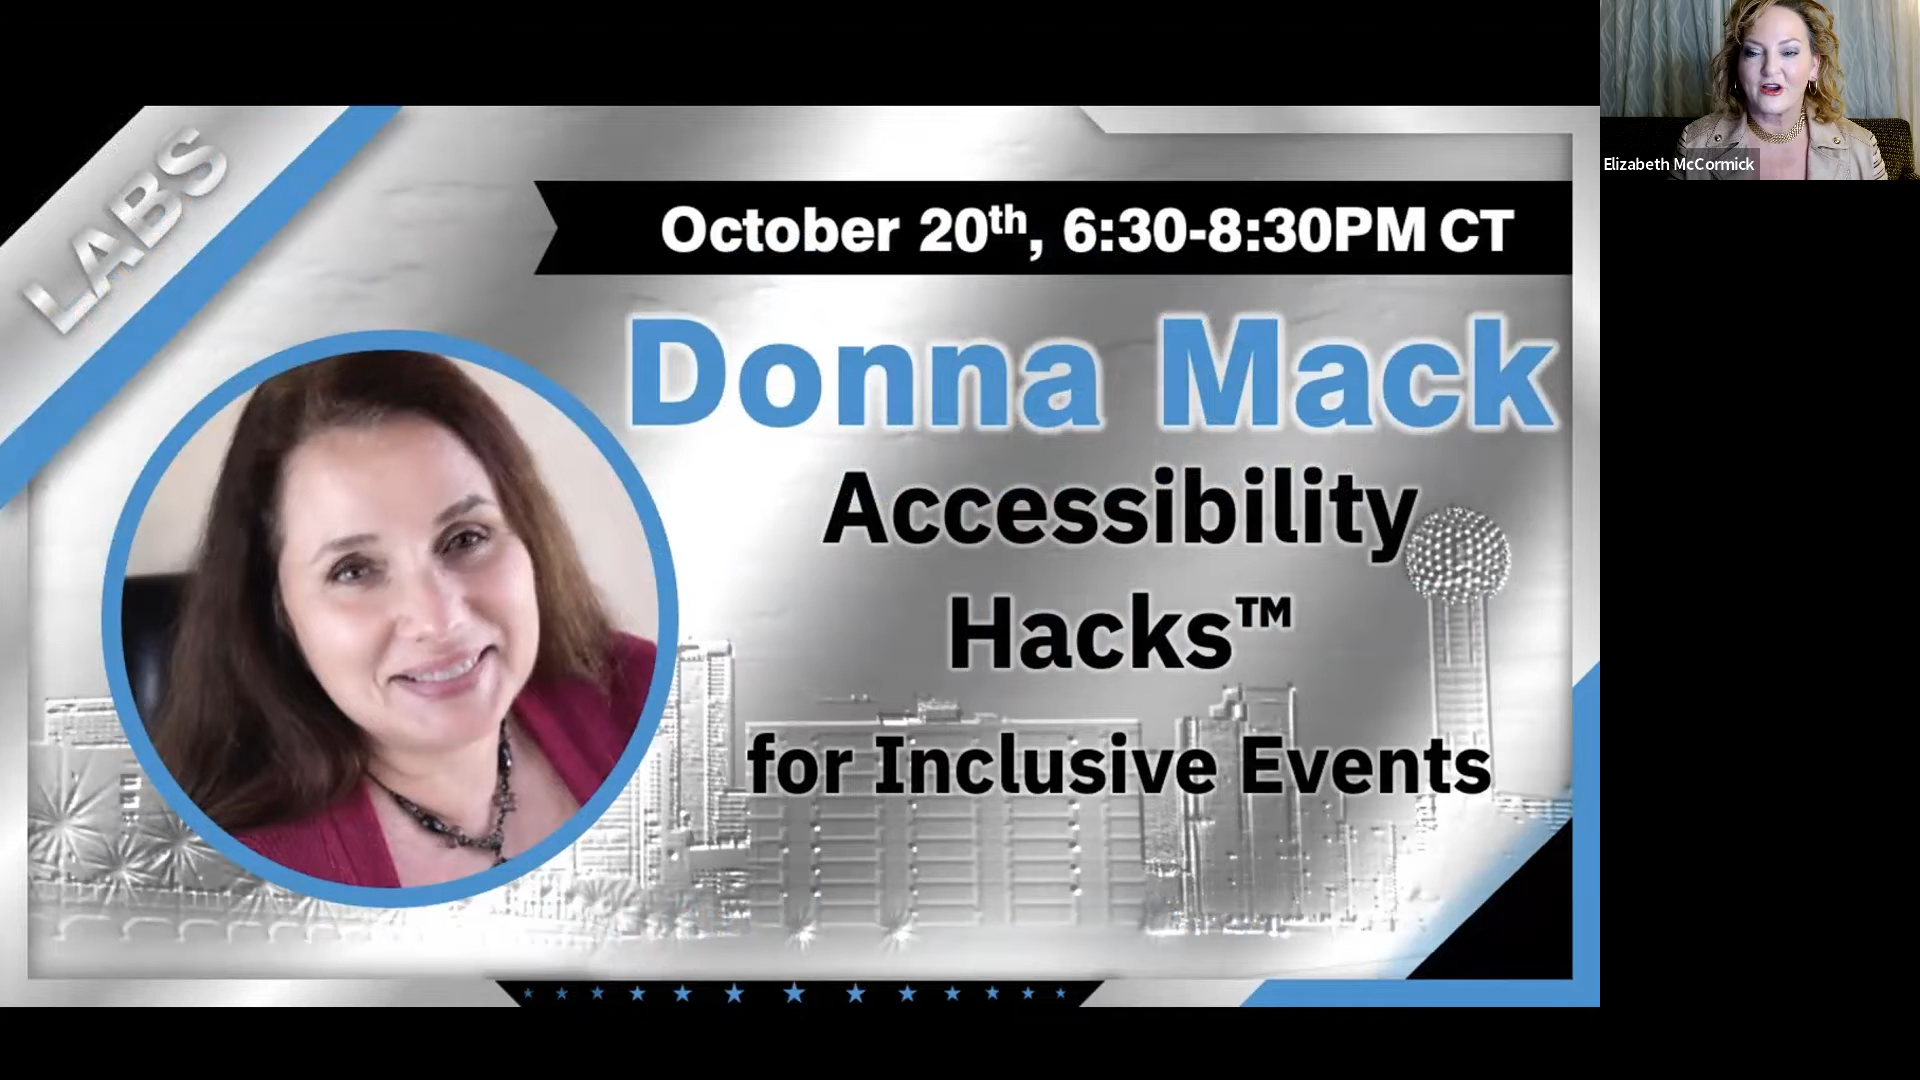 LABS
October 20th, 6:30-8:30PM CT
Donna Mack
Accessibility
Hacks™
for Inclusive Events
Elizabeth McCormick